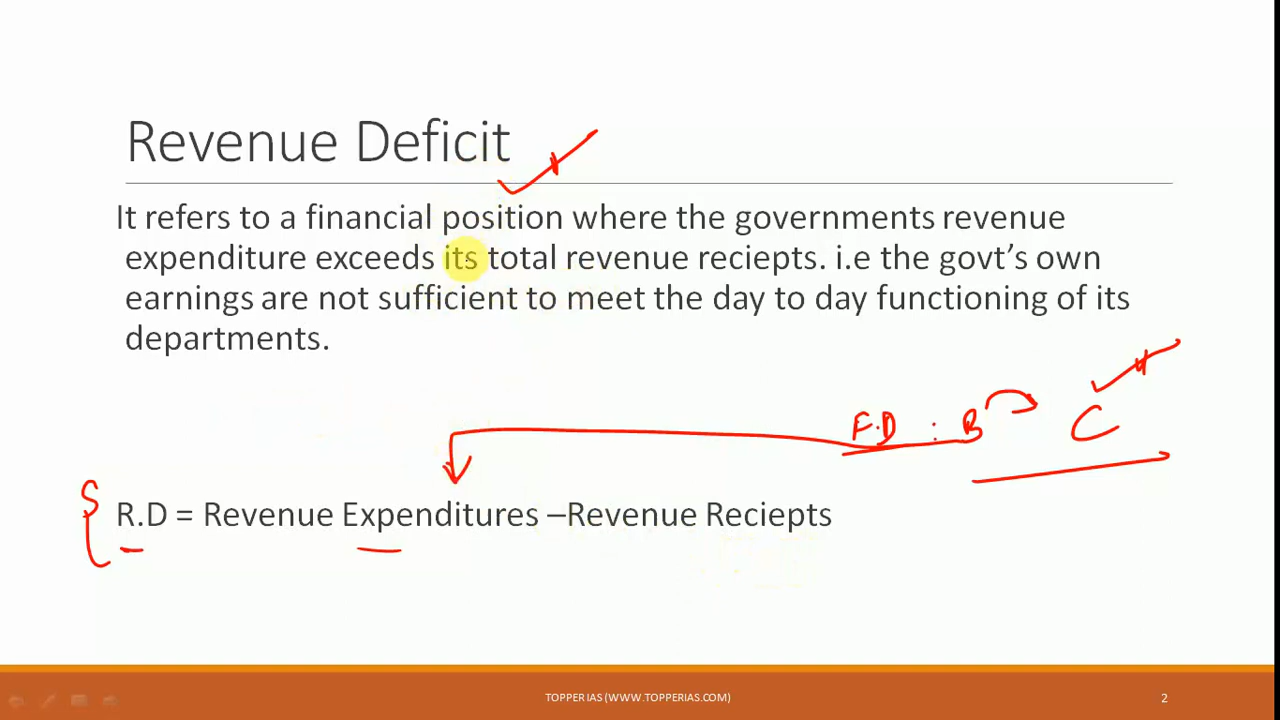 Revenue Deficit
It refers to a financial position where the governments revenue
expenditure exceeds its total revenue reciepts. i.e the govt’s own
earnings are not sufficient to meet the day to day functioning of its
departments.
F.D : B C
R.D = Revenue Expenditures –Revenue Reciepts
TOPPER IAS (WWW.TOPPERIAS.COM)
2